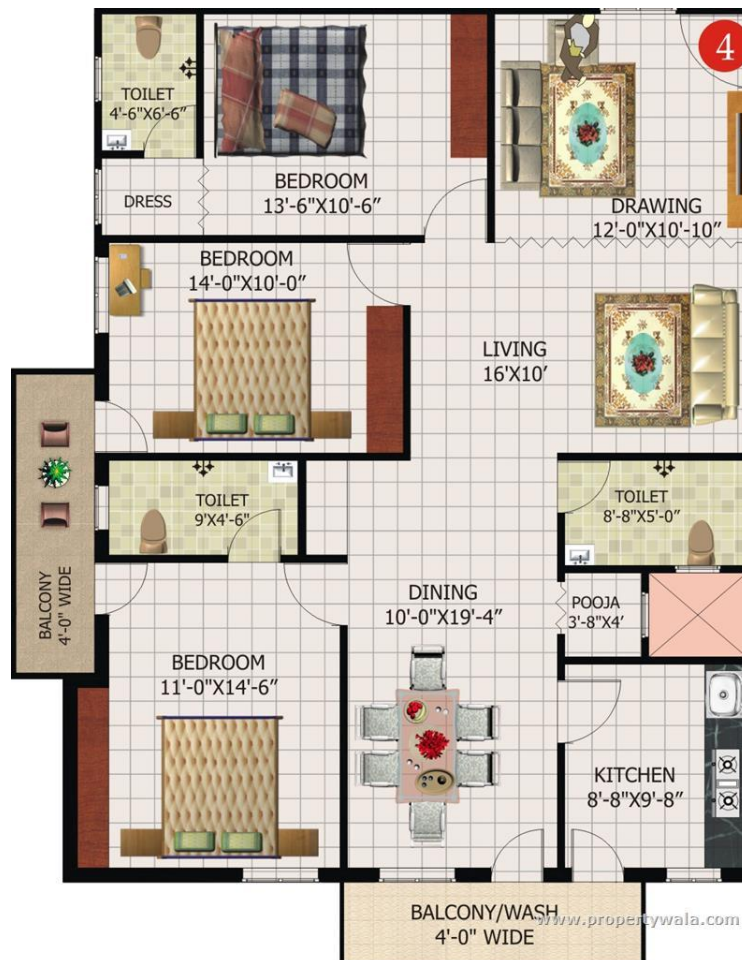 4
TOILET
4'-6"X6'-6"
BEDROOM
13'-6"X10'-6"
DRESS
DRAWING
12'-0"X10'-10"
BEDROOM
14'-0"X10'-0"
LIVING
16'X10'
TOILET
9'X4'-6"
TOILET
8'-8"X5'-0"
BALCONY
4'-0" WIDE
DINING
10'-0"X19'-4"
POOJA
3'-8"X4'
BEDROOM
11'-0"X14'-6"
KITCHEN
8'-8"X9'-8"
BALCONY/WASH
4'-0" WIDE
www.propertywala.com